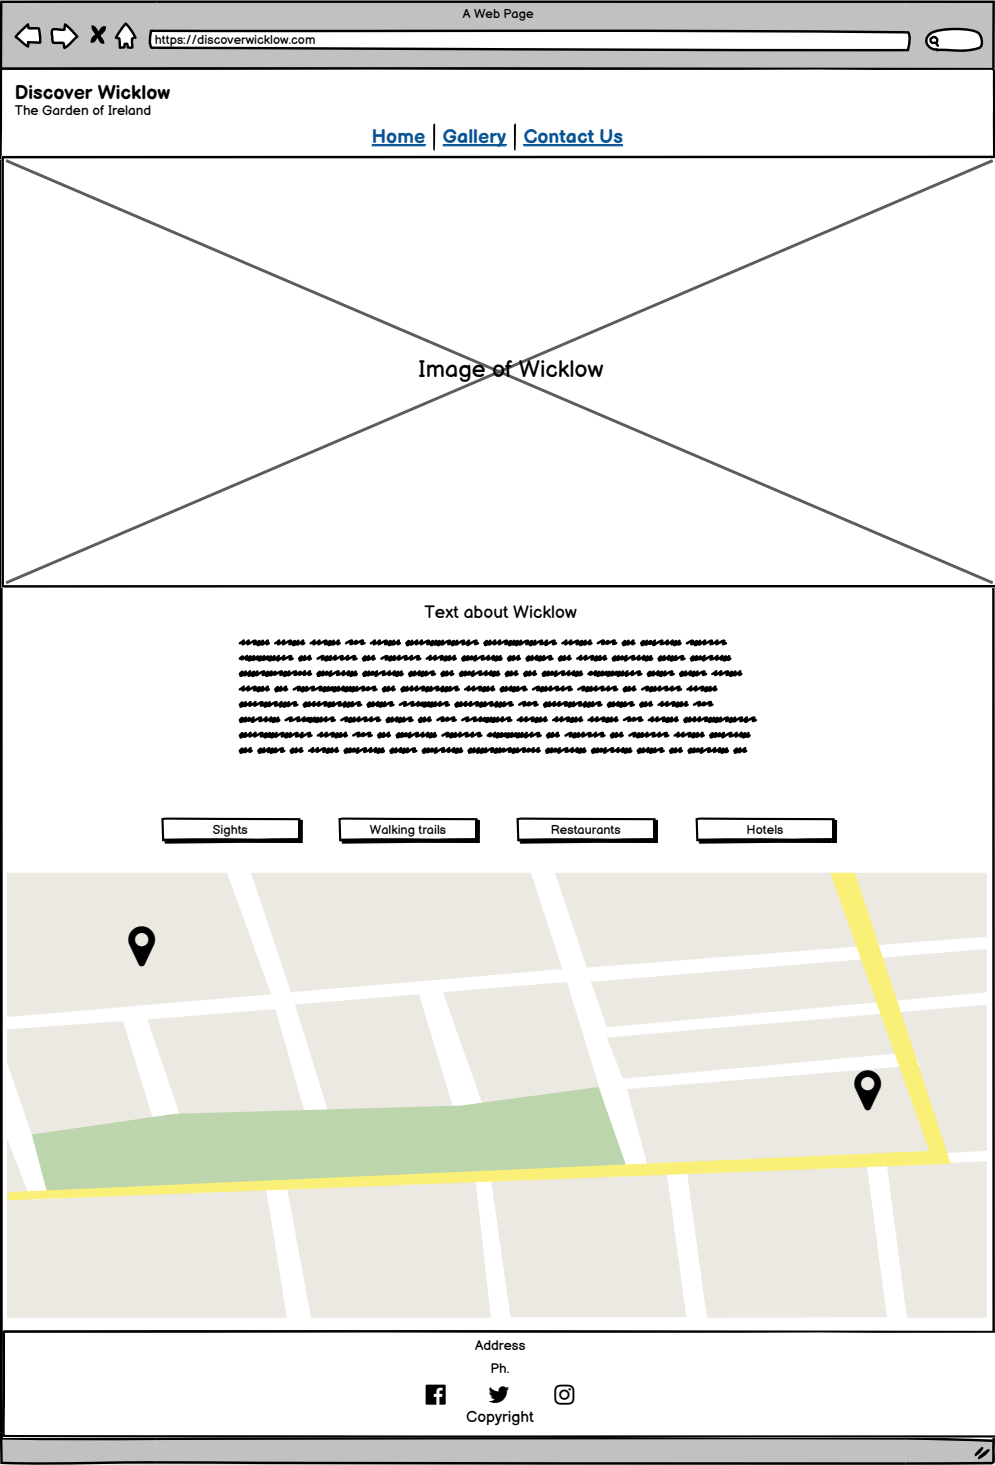 A Web Page
https://discoverwicklow.com
Discover Wicklow
The Garden of Ireland
Home Gallery Contact Us
Image of Wicklow
Text about Wicklow
Sights Walking trails Restaurants Hotels
Address
Ph.
Copyright